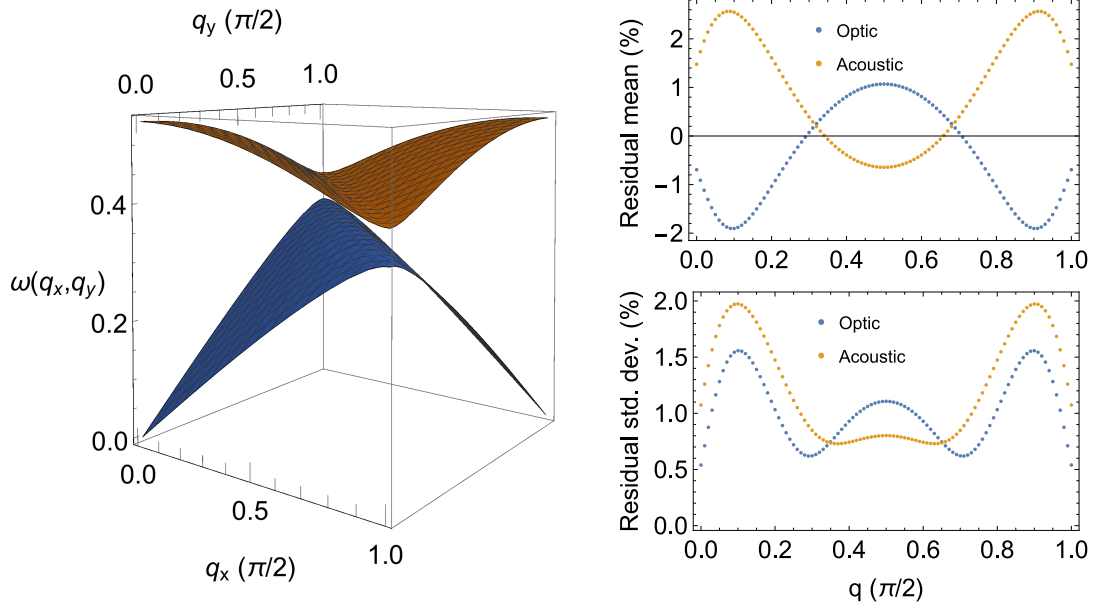 q_y (π/2)
0.0
0.5
1.0
0.4
ω(q_x,q_y)
0.2
0.0
0.0
0.5
1.0
q_x (π/2)
Residual mean (%)
2
1
0
−1
−2
Optic
Acoustic
0.0 0.2 0.4 0.6 0.8 1.0
Residual std. dev. (%)
2.0
1.5
1.0
0.5
0.0
Optic
Acoustic
0.0 0.2 0.4 0.6 0.8 1.0
q (π/2)